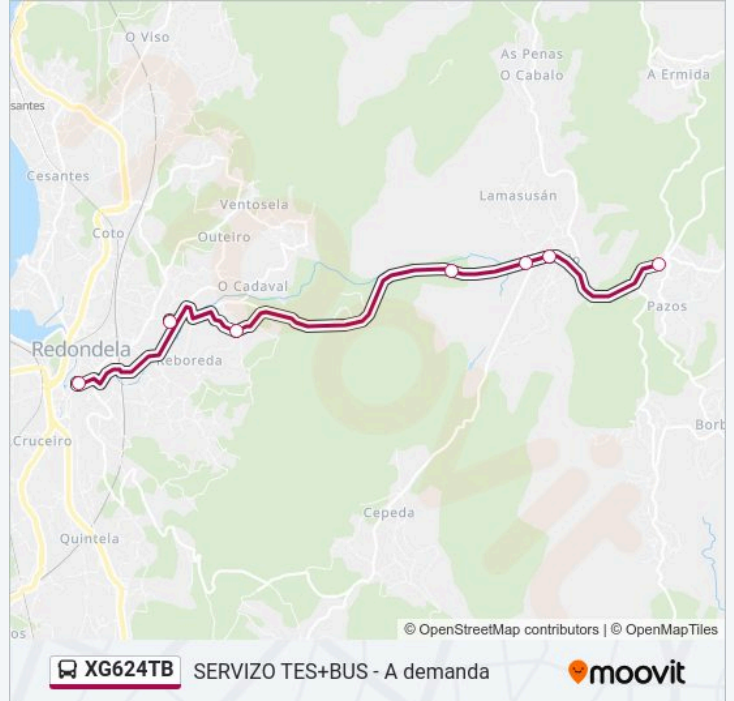 O Viso
As Penas
O Cabalo
A Ermida
santes
Cesantes
Lamasusán
Ventosela
Coto
Outeiro
O Cadaval
Pazos
Redondela
Reboreda
Cruceiro
Borb
Cepeda
Quintela
os
© OpenStreetMap contributors | © OpenMapTiles
XG624TB SERVIZO TES+BUS - A demanda moovit